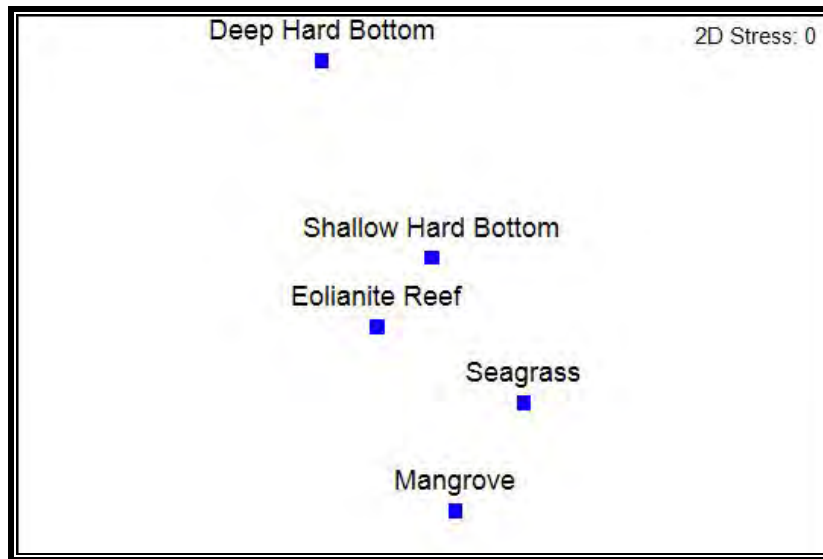 Deep Hard Bottom
2D Stress: 0
Shallow Hard Bottom
Eolianite Reef
Seagrass
Mangrove